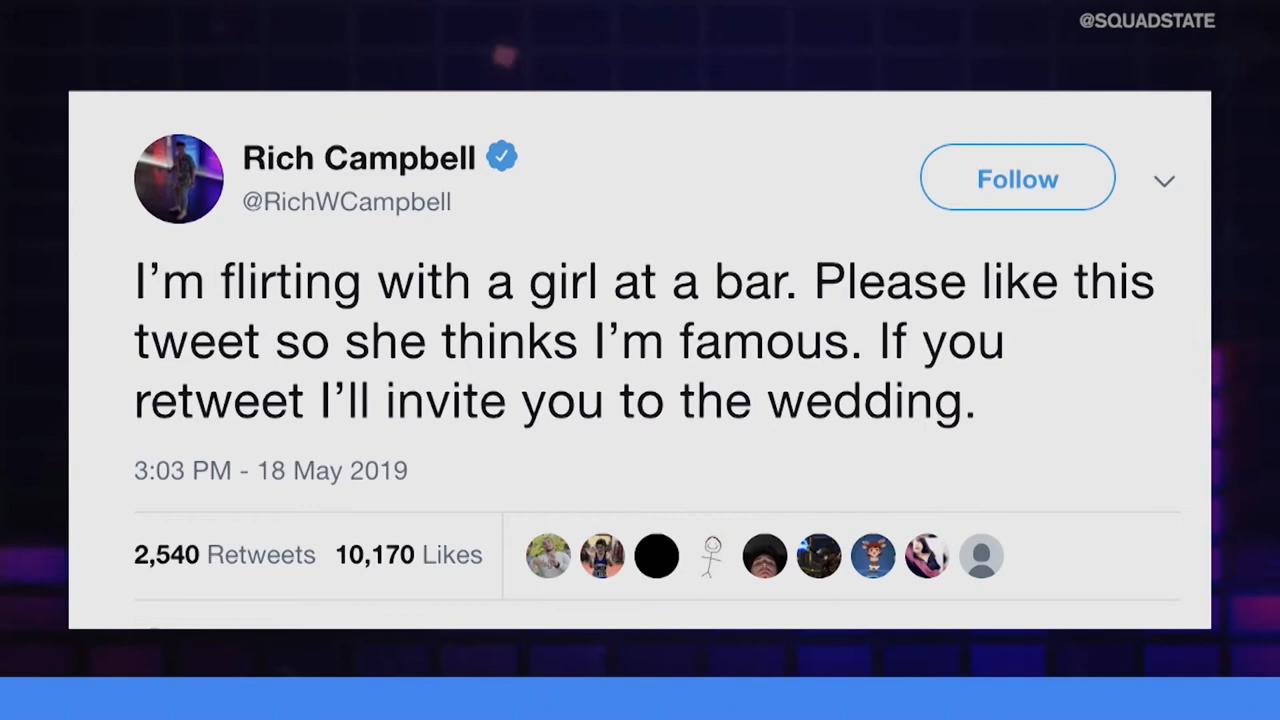 @SQUADSTATE
Rich Campbell
@RichWCampbell
Follow
I’m flirting with a girl at a bar. Please like this
tweet so she thinks I’m famous. If you
retweet I’ll invite you to the wedding.
3:03 PM - 18 May 2019
2,540 Retweets 10,170 Likes